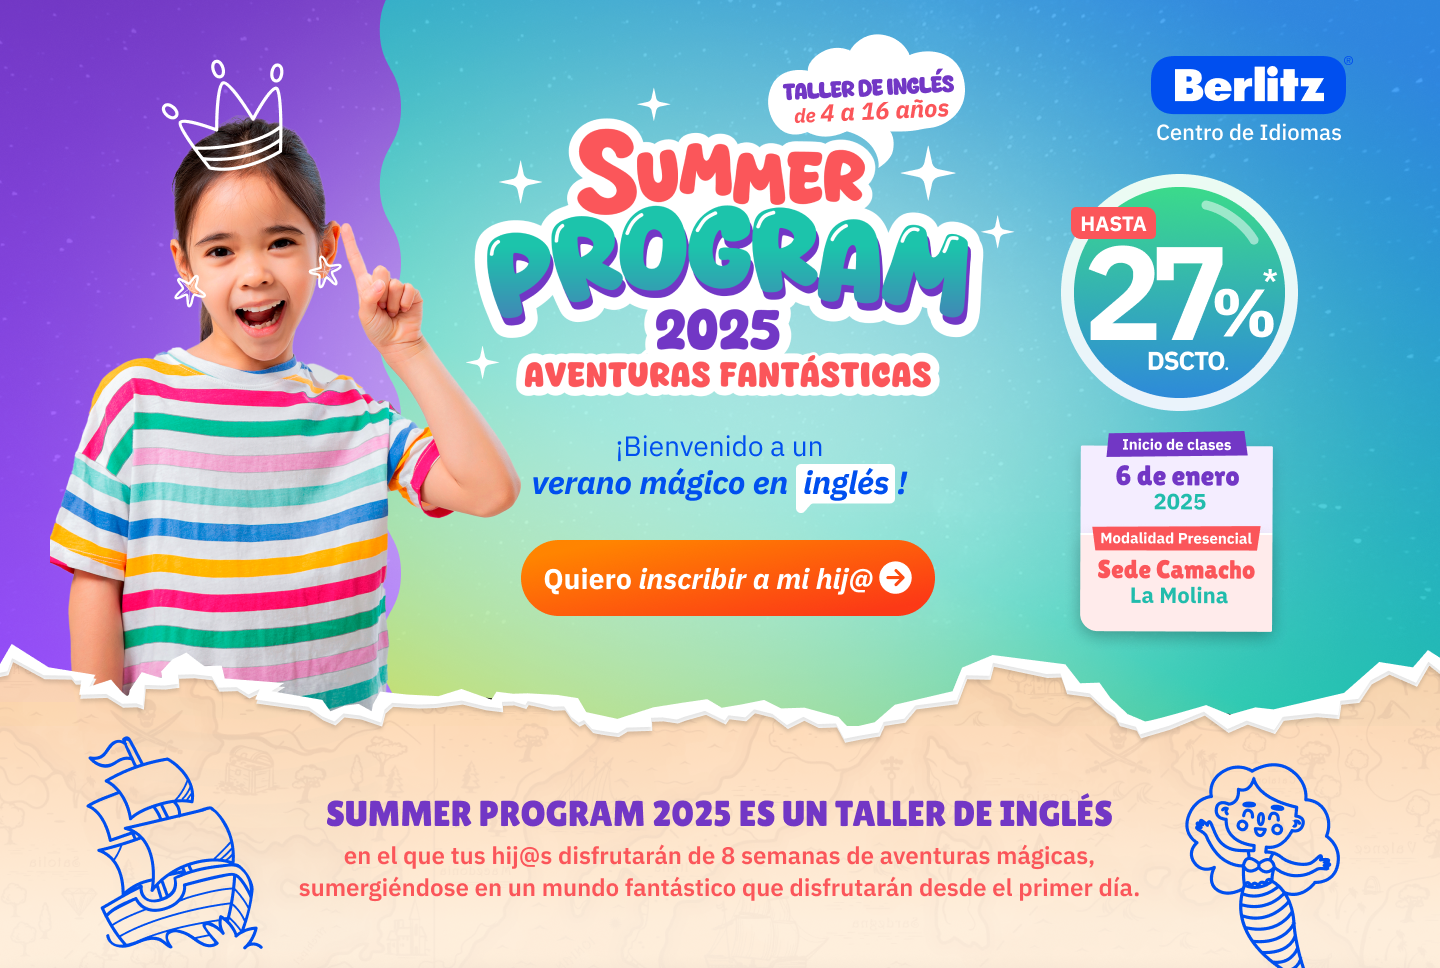 TALLER DE INGLÉS
de 4 a 16 años
SUMMER
PROGRAM
2025
AVENTURAS FANTÁSTICAS
¡Bienvenido a un
verano mágico en inglés!
Quiero inscribir a mi hij@
Berlitz®
Centro de Idiomas
HASTA
27%*
DSCTO.
Inicio de clases
6 de enero
2025
Modalidad Presencial
Sede Camacho
La Molina
SUMMER PROGRAM 2025 ES UN TALLER DE INGLÉS
en el que tus hij@s disfrutarán de 8 semanas de aventuras mágicas,
sumergiéndose en un mundo fantástico que disfrutarán desde el primer día.